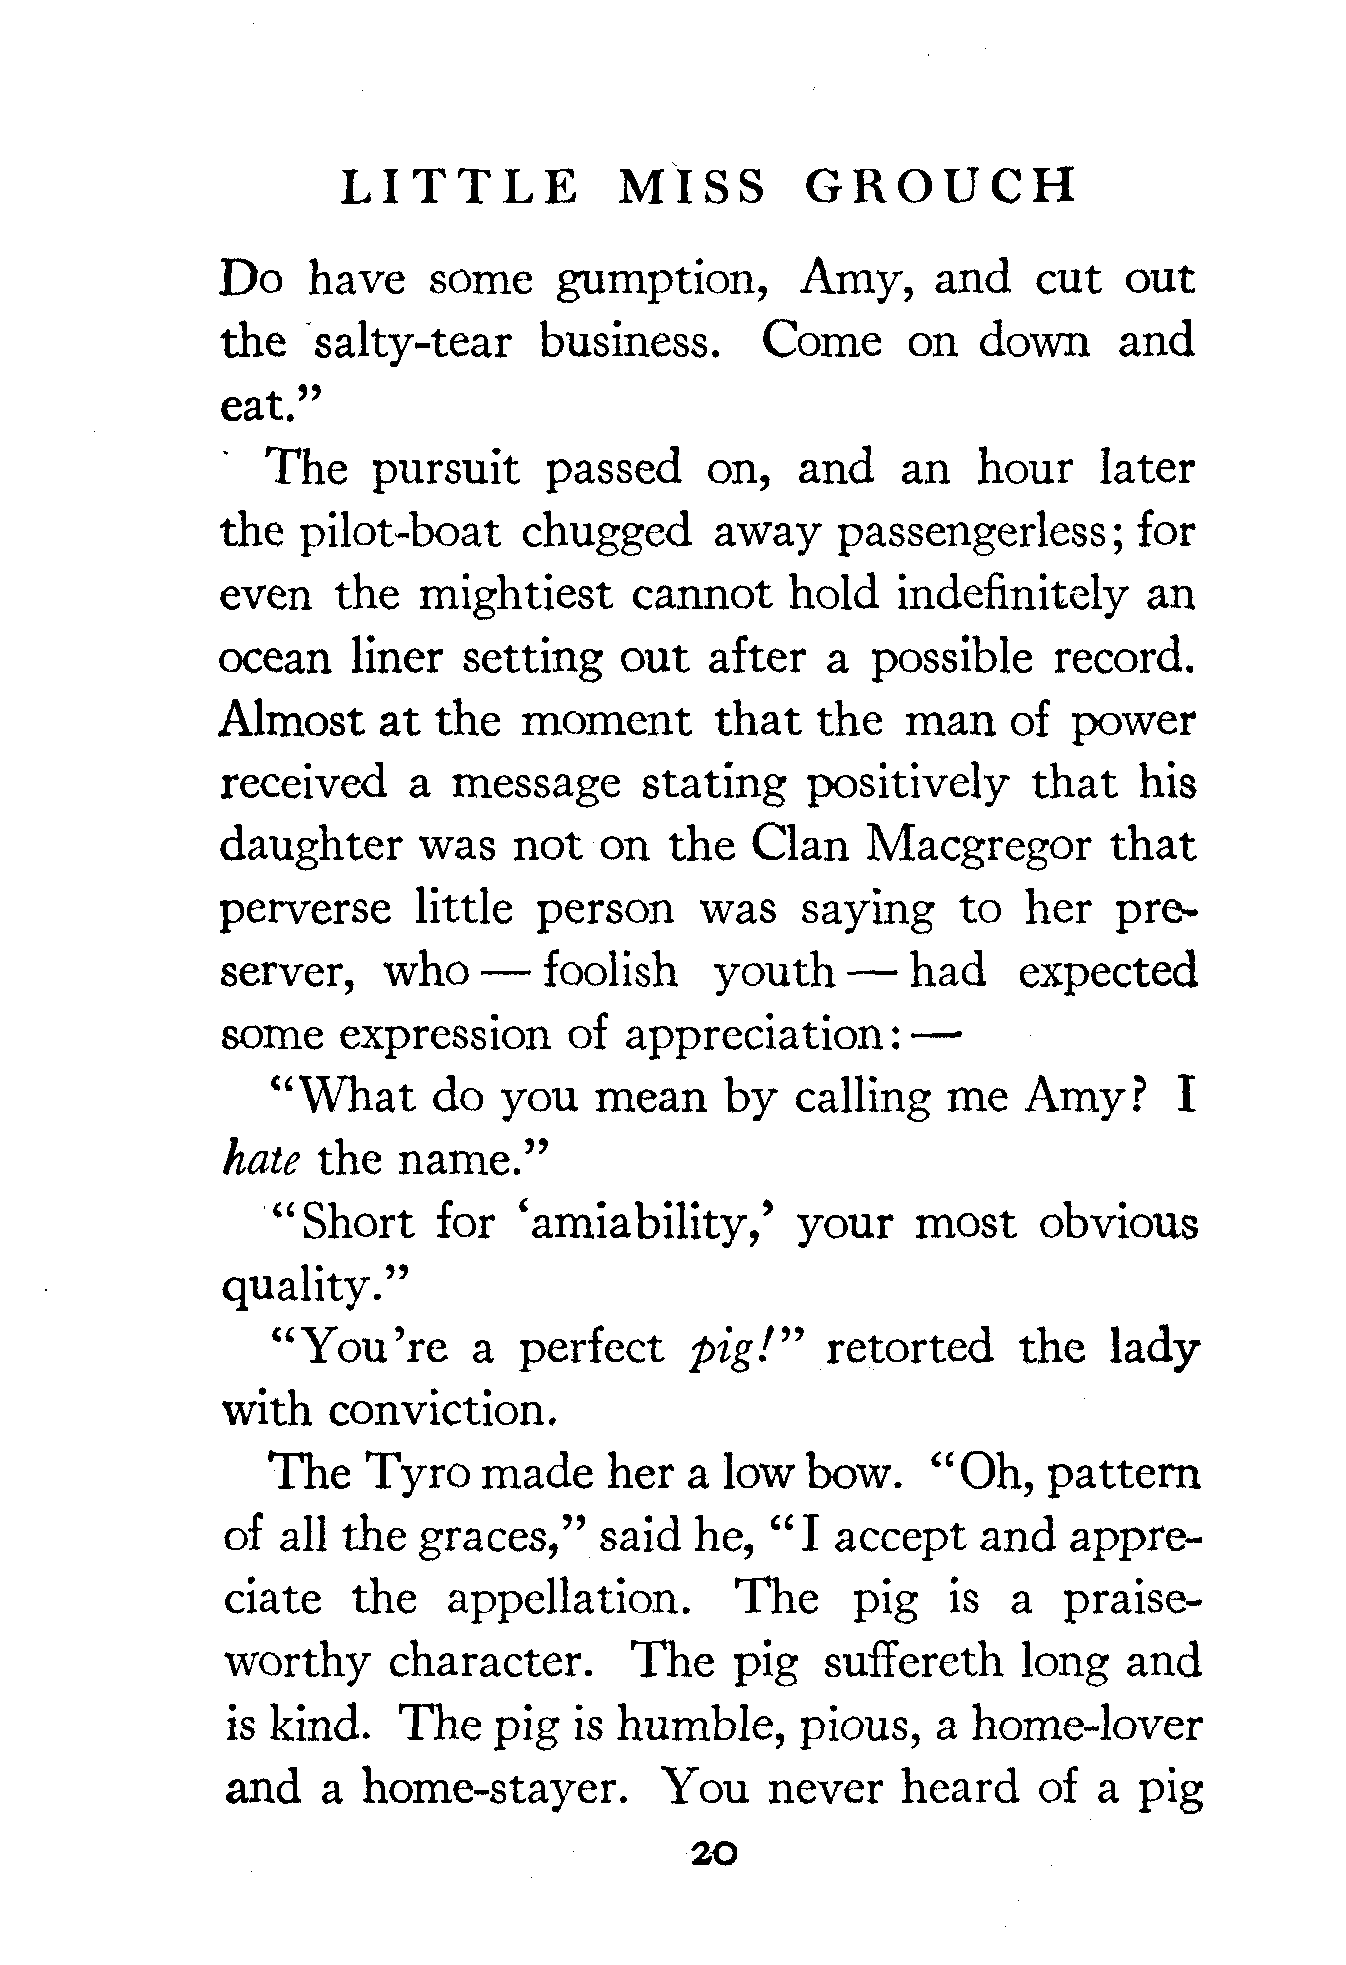 LITTLE MISS GROUCH
Do have some gumption, Amy, and cut out
the salty-tear business. Come on down and
eat.”
The pursuit passed on, and an hour later
the pilot-boat chugged away passengerless; for
even the mightiest cannot hold indefinitely an
ocean liner setting out after a possible record.
Almost at the moment that the man of power
received a message stating positively that his
daughter was not on the Clan Macgregor that
perverse little person was saying to her pre-
server, who — foolish youth — had expected
some expression of appreciation: —
“What do you mean by calling me Amy? I
hate the name.”
“Short for ‘amiability,’ your most obvious
quality.”
“You’re a perfect pig!” retorted the lady
with conviction.
The Tyro made her a low bow. “Oh, pattern
of all the graces,” said he, “I accept and appre-
ciate the appellation. The pig is a praise-
worthy character. The pig suffereth long and
is kind. The pig is humble, pious, a home-lover
and a home-stayer. You never heard of a pig
20